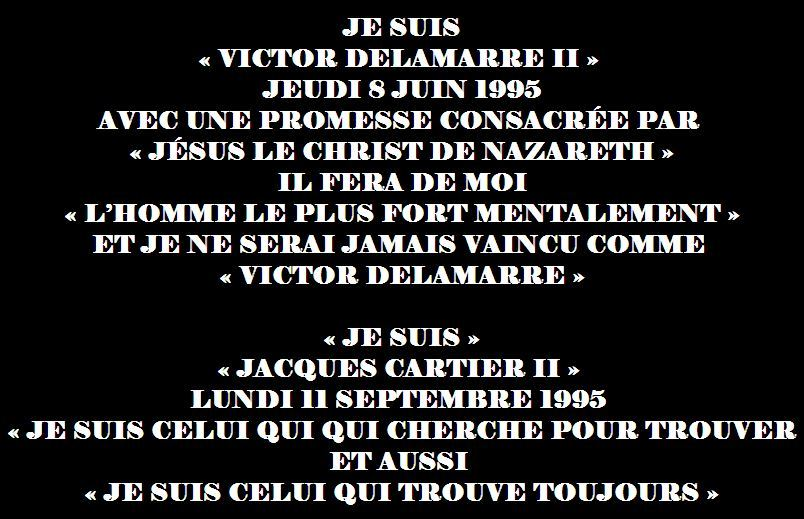 JE SUIS
« VICTOR DELAMARRE II »
JEUDI 8 JUIN 1995
AVEC UNE PROMESSE CONSACRÉE PAR
« JÉSUS LE CHRIST DE NAZARETH »
IL FERA DE MOI
« L’HOMME LE PLUS FORT MENTALEMENT »
ET JE NE SERAI JAMAIS VAINCU COMME
« VICTOR DELAMARRE »
« JE SUIS »
« JACQUES CARTIER II »
LUNDI 11 SEPTEMBRE 1995
« JE SUIS CELUI QUI QUI CHERCHE POUR TROUVER
ET AUSSI
« JE SUIS CELUI QUI TROUVE TOUJOURS »